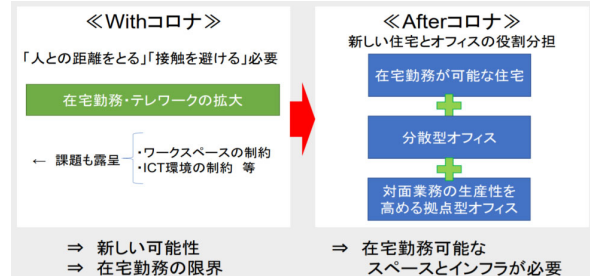 ≪Withコロナ≫
「人との距離をとる」「接触を避ける」必要
在宅勤務・テレワークの拡大
← 課題も露呈
・ワークスペースの制約
・ICT環境の制約 等
⇒ 新しい可能性
⇒ 在宅勤務の限界
≪Afterコロナ≫
新しい住宅とオフィスの役割分担
在宅勤務が可能な住宅
分散型オフィス
対面業務の生産性を
高める拠点型オフィス
⇒ 在宅勤務可能な
スペースとインフラが必要